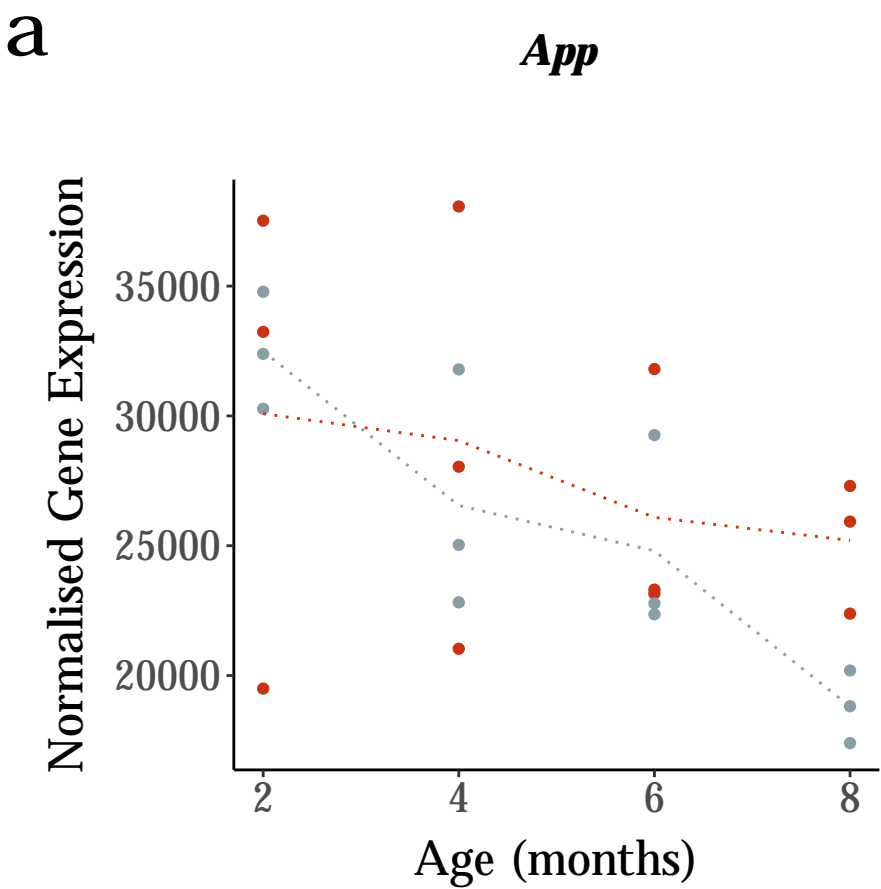 a
App
Normalised Gene Expression
35000
30000
25000
20000
2 4 6 8
Age (months)